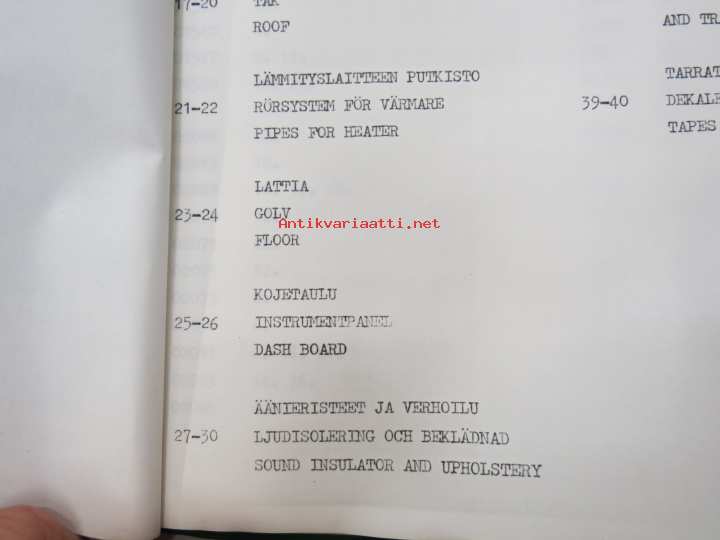 17-20 TAK
ROOF
LÄMMITYSLAITTEEN PUTKISTO
21-22 RÖRSYSTEM FÖR VÄRMARE
PIPES FOR HEATER
LATTIA
23-24 GOLV
FLOOR
KOJETAULU
25-26 INSTRUMENTPANEL
DASH BOARD
ÄÄNIERISTEET JA VERHOILU
27-30 LJUDISOLERING OCH BEKLÄDNAD
SOUND INSULATOR AND UPHOLSTERY
AND TRA
TARRAT
39-40 DEKALE
TAPES
Antikvariaatti.net